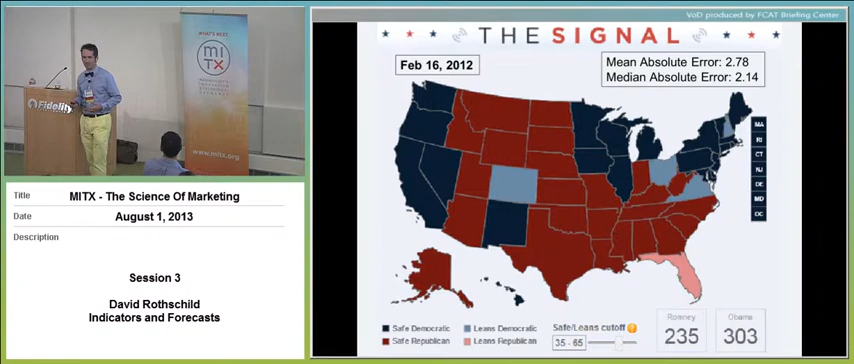 VoD produced by FCAT Briefing Center
WHAT'S NEXT
MITX
Fidelity
www.mitx.org
Title MITX - The Science Of Marketing
Date August 1, 2013
Description
Session 3
David Rothschild
Indicators and Forecasts
THE SIGNAL
Feb 16, 2012
Mean Absolute Error: 2.78
Median Absolute Error: 2.14
MA
RI
CT
NJ
DE
MD
DC
Safe Democratic Leans Democratic Safe/Leans cutoff
Safe Republican Leans Republican 35 - 65
Romney
235
Obama
303